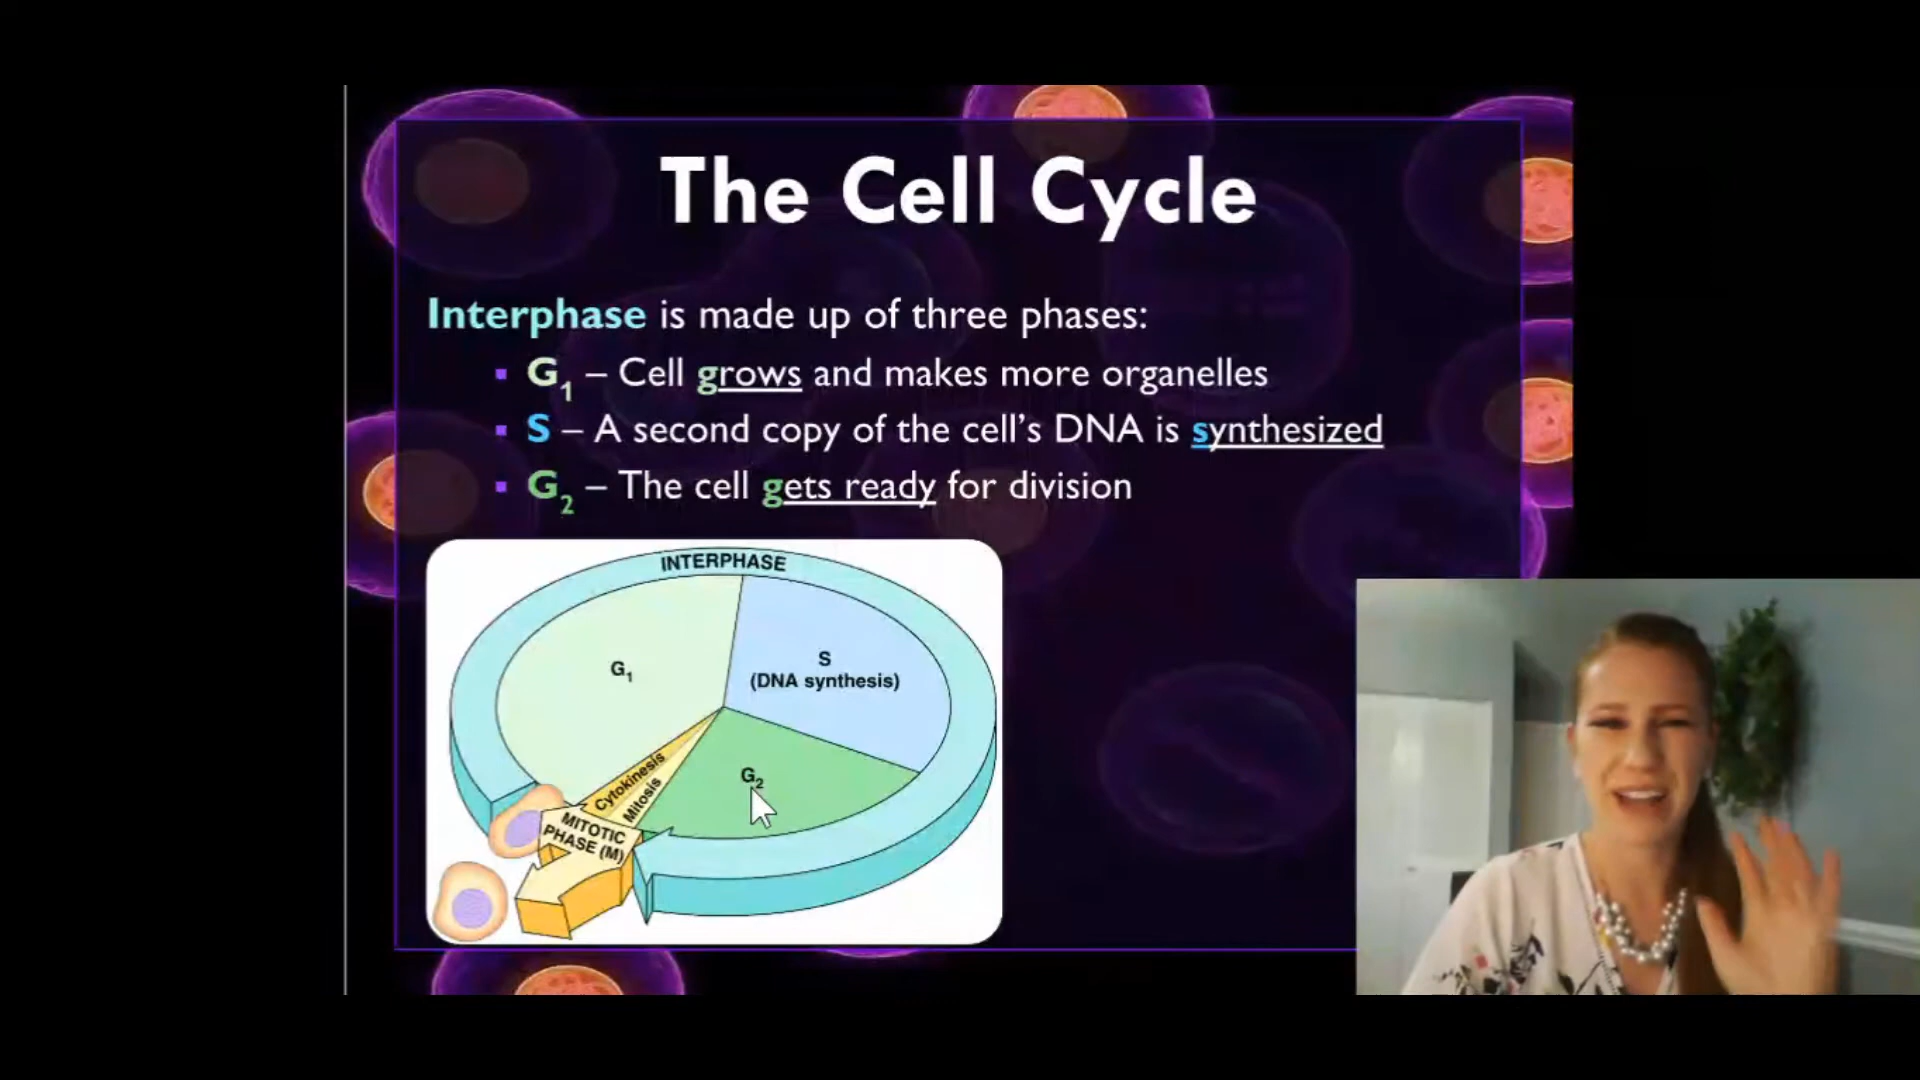 The Cell Cycle
Interphase is made up of three phases:
▪ G₁ – Cell grows and makes more organelles
▪ S – A second copy of the cell's DNA is synthesized
▪ G₂ – The cell gets ready for division
INTERPHASE
G₁
S
(DNA synthesis)
G₂
Cytokinesis
Mitosis
MITOTIC
PHASE (M)